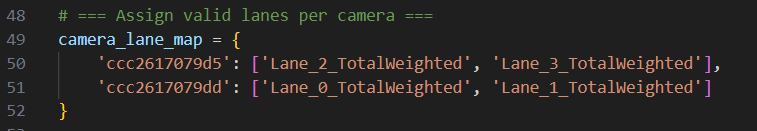 48 # === Assign valid lanes per camera ===
49 camera_lane_map = {
50 'ccc2617079d5': ['Lane_2_TotalWeighted', 'Lane_3_TotalWeighted'],
51 'ccc2617079dd': ['Lane_0_TotalWeighted', 'Lane_1_TotalWeighted']
52 }